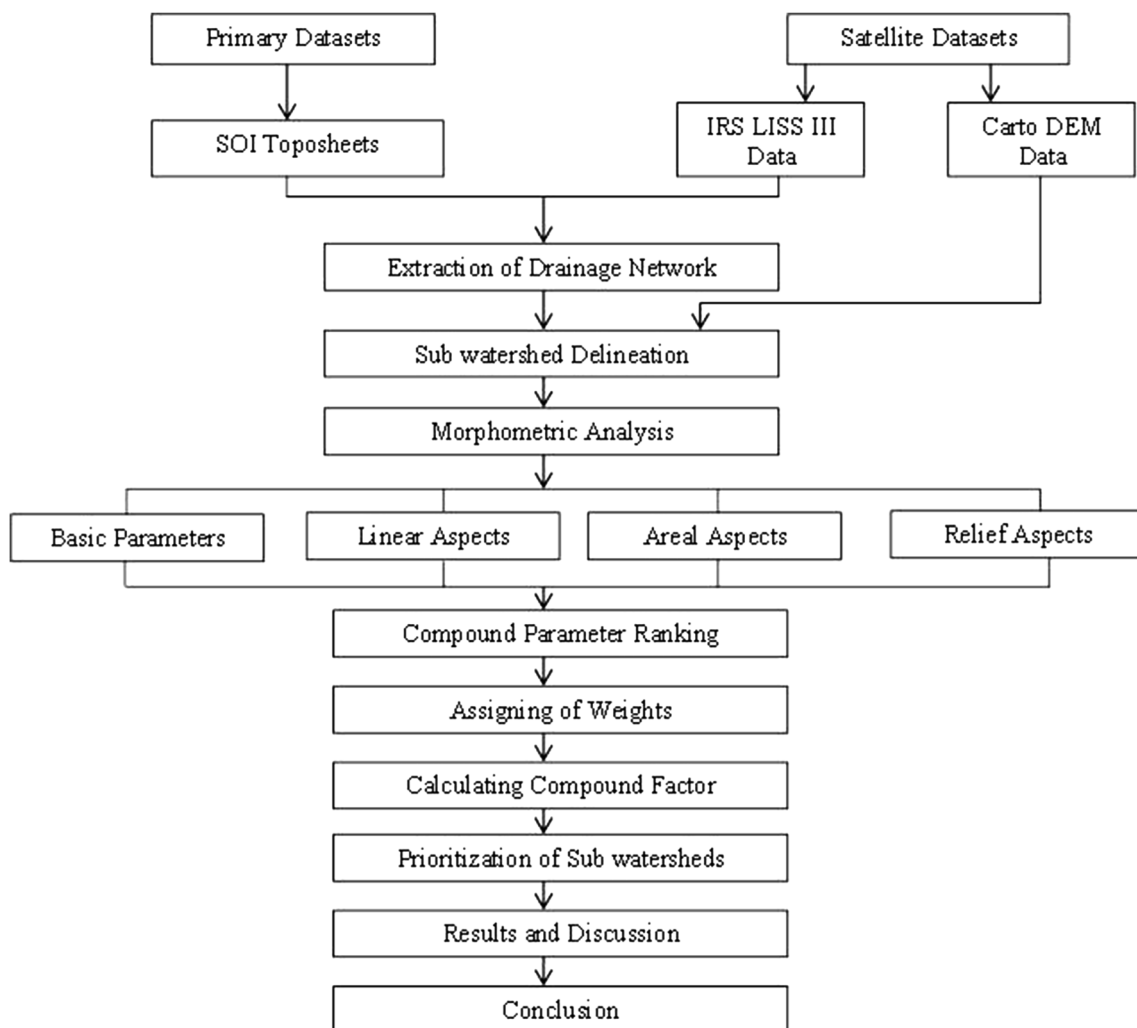 Primary Datasets
Satellite Datasets
SOI Toposheets
IRS LISS III
Data
Carto DEM
Data
Extraction of Drainage Network
Sub watershed Delineation
Morphometric Analysis
Basic Parameters
Linear Aspects
Areal Aspects
Relief Aspects
Compound Parameter Ranking
Assigning of Weights
Calculating Compound Factor
Prioritization of Sub watersheds
Results and Discussion
Conclusion